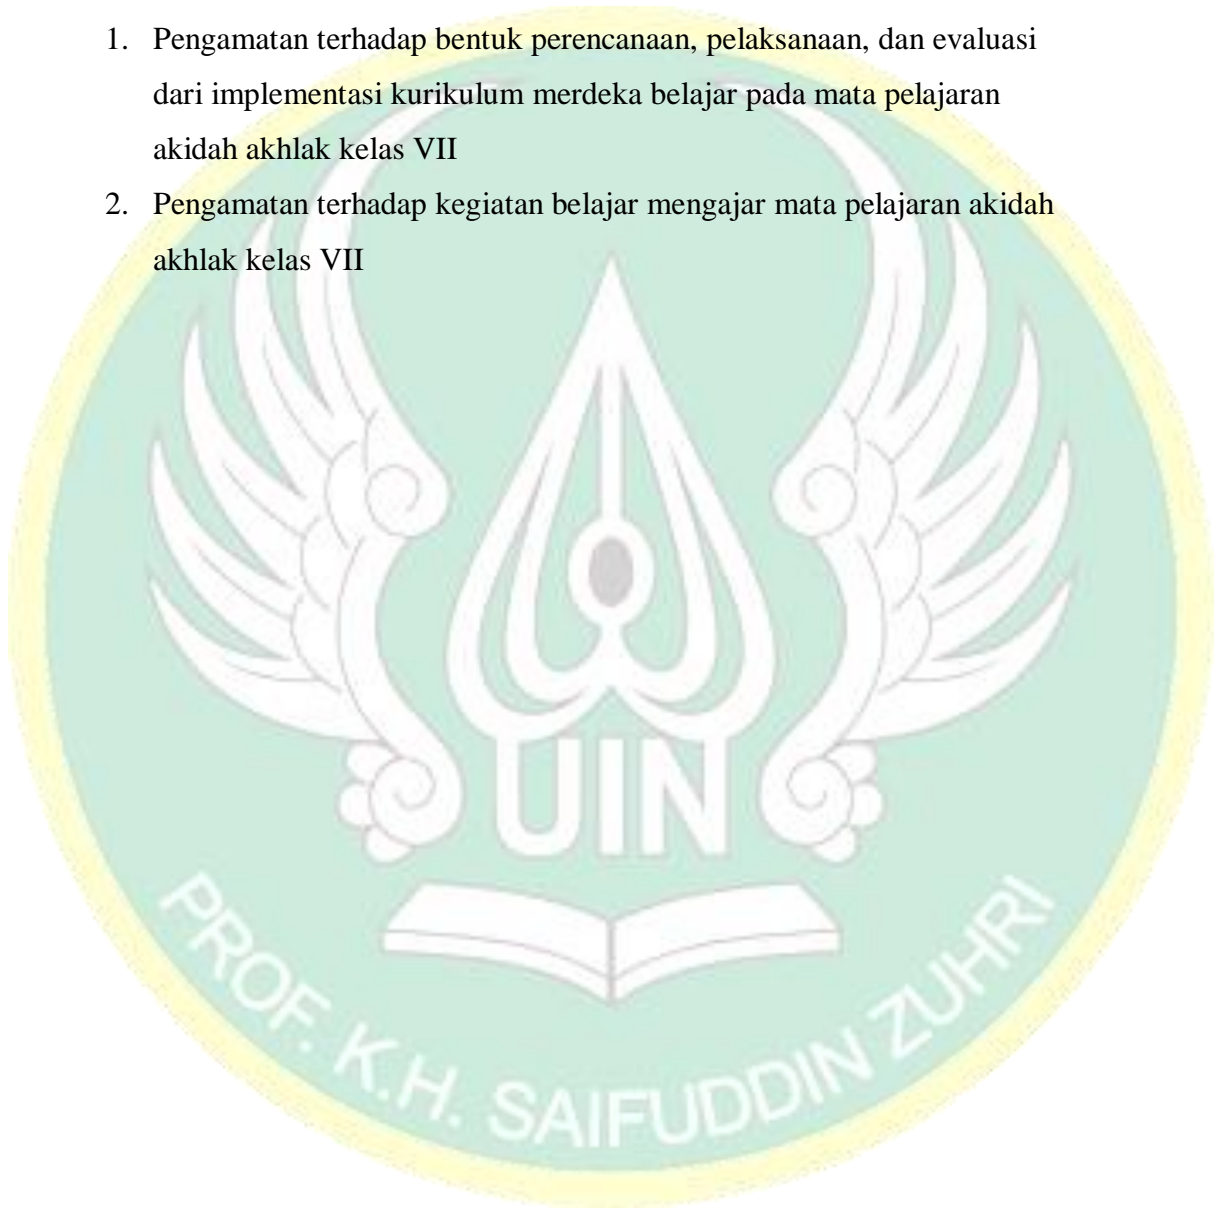 1. Pengamatan terhadap bentuk perencanaan, pelaksanaan, dan evaluasi
dari implementasi kurikulum merdeka belajar pada mata pelajaran
akidah akhlak kelas VII
2. Pengamatan terhadap kegiatan belajar mengajar mata pelajaran akidah
akhlak kelas VII
UIN
PROF. K.H. SAIFUDDIN ZUHRI